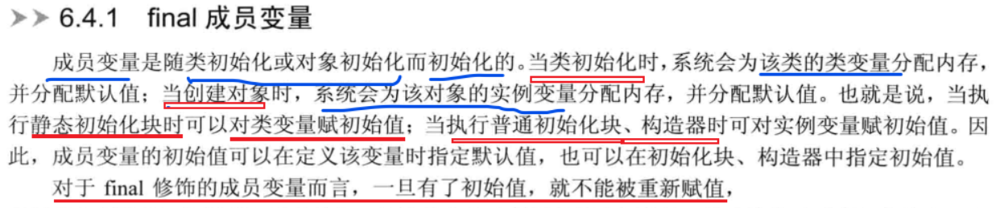 6.4.1 final 成员变量
成员变量是随类初始化或对象初始化而初始化的。当类初始化时,系统会为该类的类变量分配内存,
并分配默认值;当创建对象时,系统会为该对象的实例变量分配内存,并分配默认值。也就是说,当执
行静态初始化块时可以对类变量赋初始值;当执行普通初始化块、构造器时可对实例变量赋初始值。因
此,成员变量的初始值可以在定义该变量时指定默认值,也可以在初始化块、构造器中指定初始值。
对于 final 修饰的成员变量而言,一旦有了初始值,就不能被重新赋值,